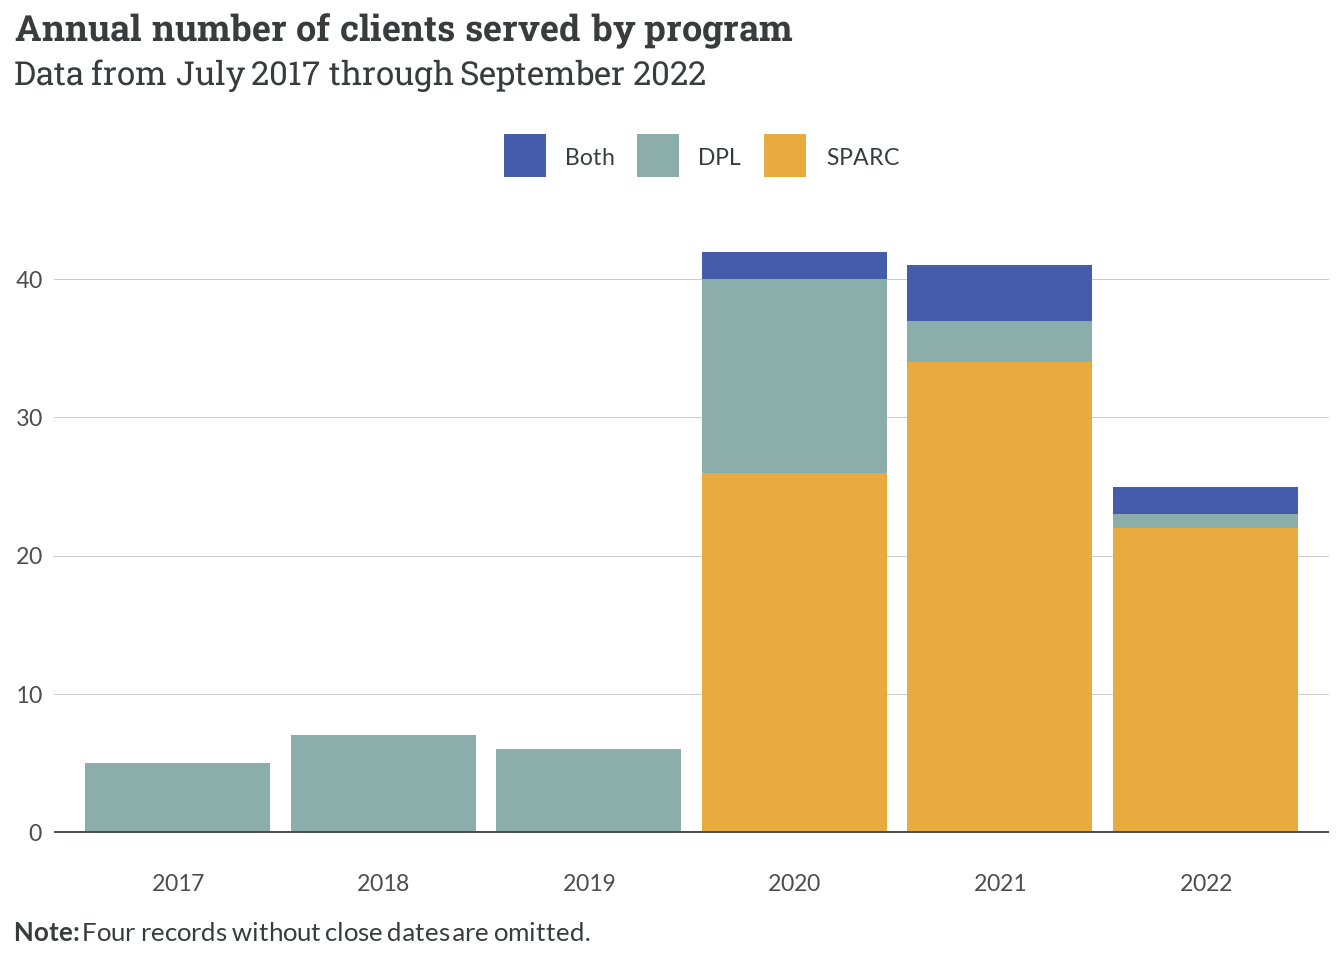 Annual number of clients served by program
Data from July 2017 through September 2022
Both DPL SPARC
40
30
20
10
0
2017 2018 2019 2020 2021 2022
Note: Four records without close dates are omitted.